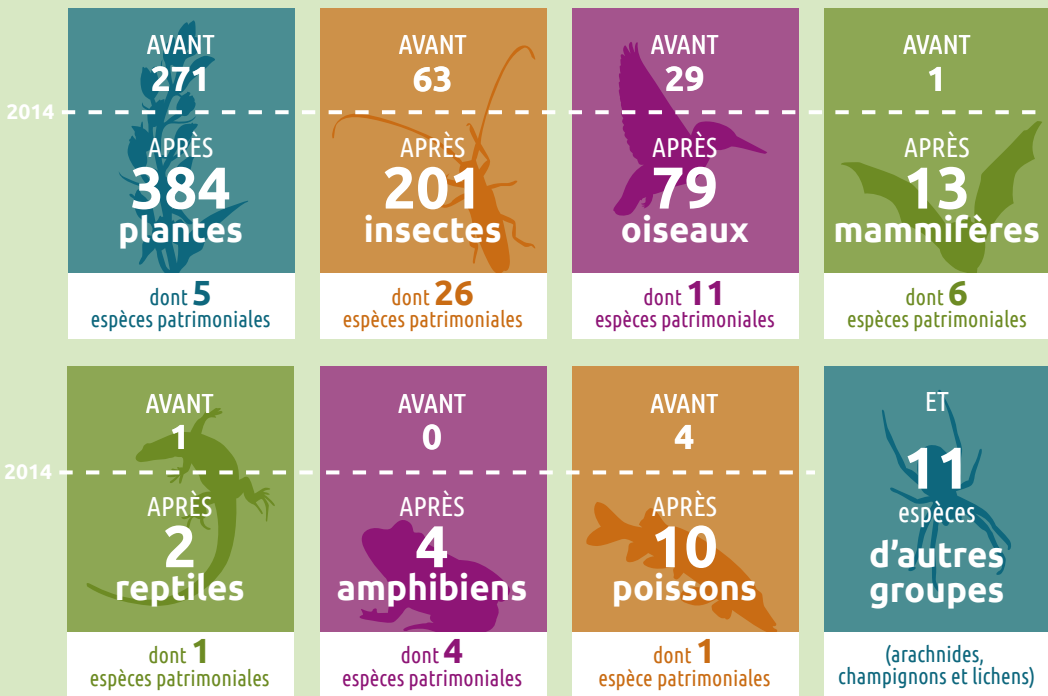 2014
AVANT
271
APRÈS
384
plantes
dont 5
espèces patrimoniales
AVANT
63
APRÈS
201
insectes
dont 26
espèces patrimoniales
AVANT
29
APRÈS
79
oiseaux
dont 11
espèces patrimoniales
AVANT
1
APRÈS
13
mammifères
dont 6
espèces patrimoniales
2014
AVANT
1
APRÈS
2
reptiles
dont 1
espèces patrimoniales
AVANT
0
APRÈS
4
amphibiens
dont 4
espèces patrimoniales
AVANT
4
APRÈS
10
poissons
dont 1
espèce patrimoniales
ET
11
espèces
d'autres
groupes
(arachnides,
champignons et lichens)